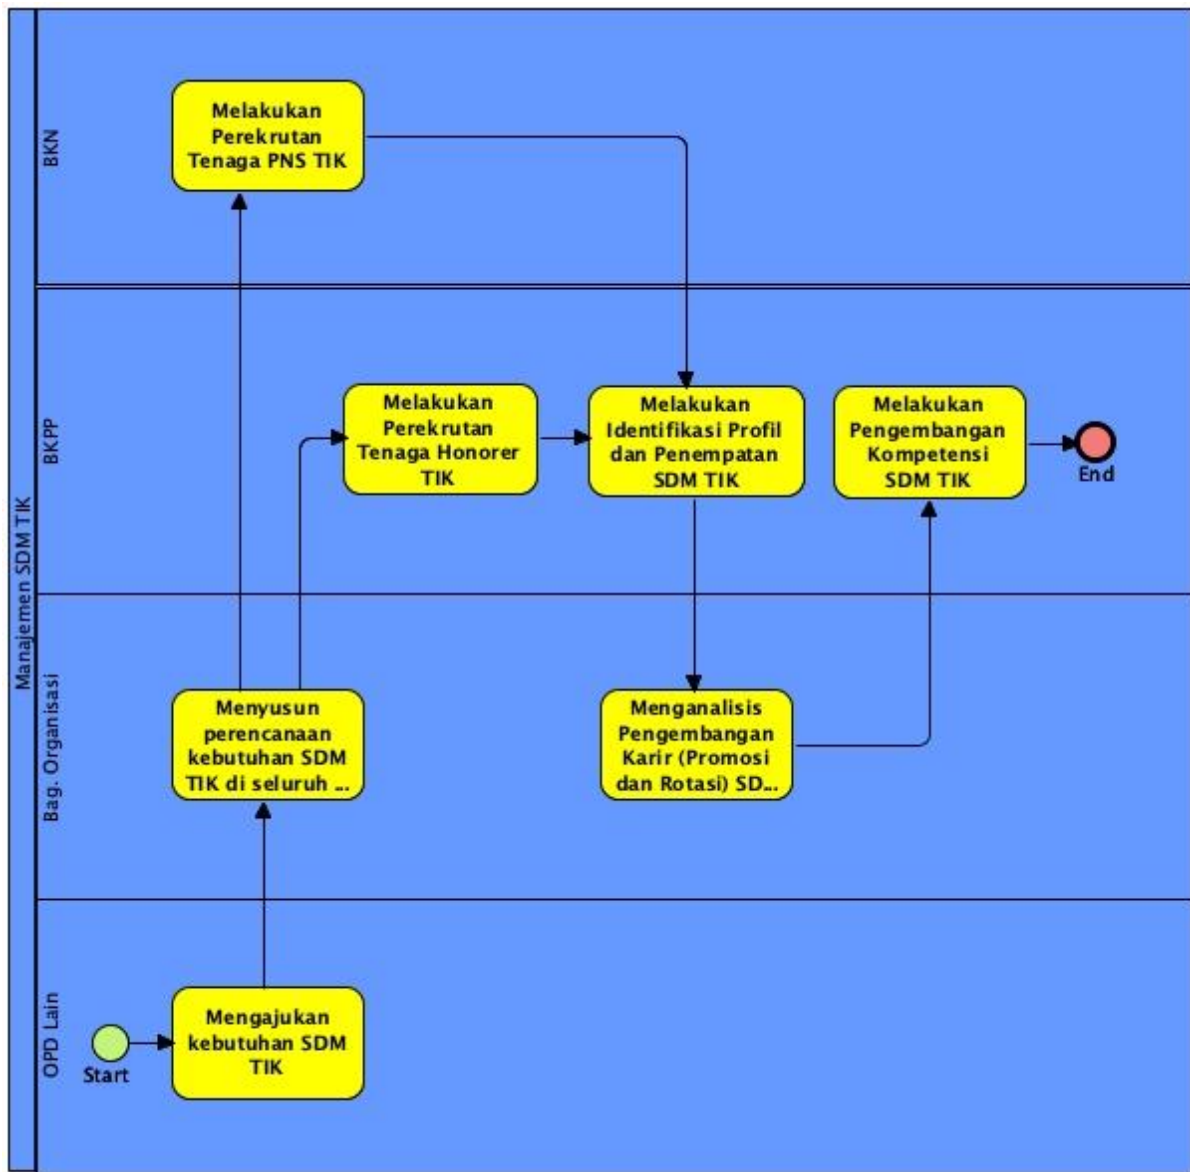 Manajemen SDM TIK
BKN
Melakukan
Perekrutan
Tenaga PNS TIK
BKPP
Melakukan
Perekrutan
Tenaga Honorer
TIK
Melakukan
Identifikasi Profil
dan Penempatan
SDM TIK
Melakukan
Pengembangan
Kompetensi
SDM TIK
End
Bag. Organisasi
Menyusun
perencanaan
kebutuhan SDM
TIK di seluruh ...
Menganalisis
Pengembangan
Karir (Promosi
dan Rotasi) SD...
OPD Lain
Start
Mengajukan
kebutuhan SDM
TIK